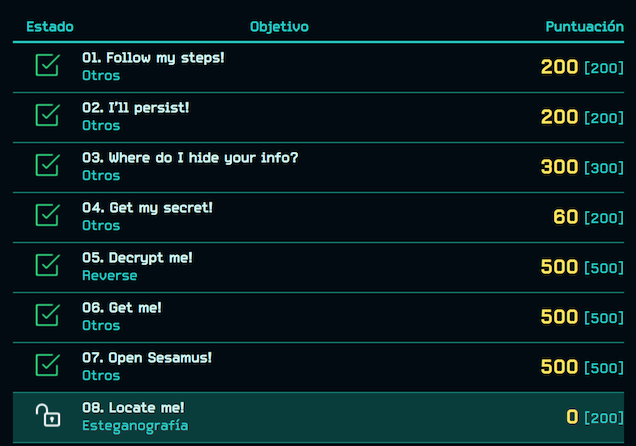 Estado Objetivo Puntuación
01. Follow my steps!
Otros
200 [200]
02. I'll persist!
Otros
200 [200]
03. Where do I hide your info?
Otros
300 [300]
04. Get my secret!
Otros
60 [200]
05. Decrypt me!
Reverse
500 [500]
06. Get me!
Otros
500 [500]
07. Open Sesamus!
Otros
500 [500]
08. Locate me!
Esteganografía
0 [200]